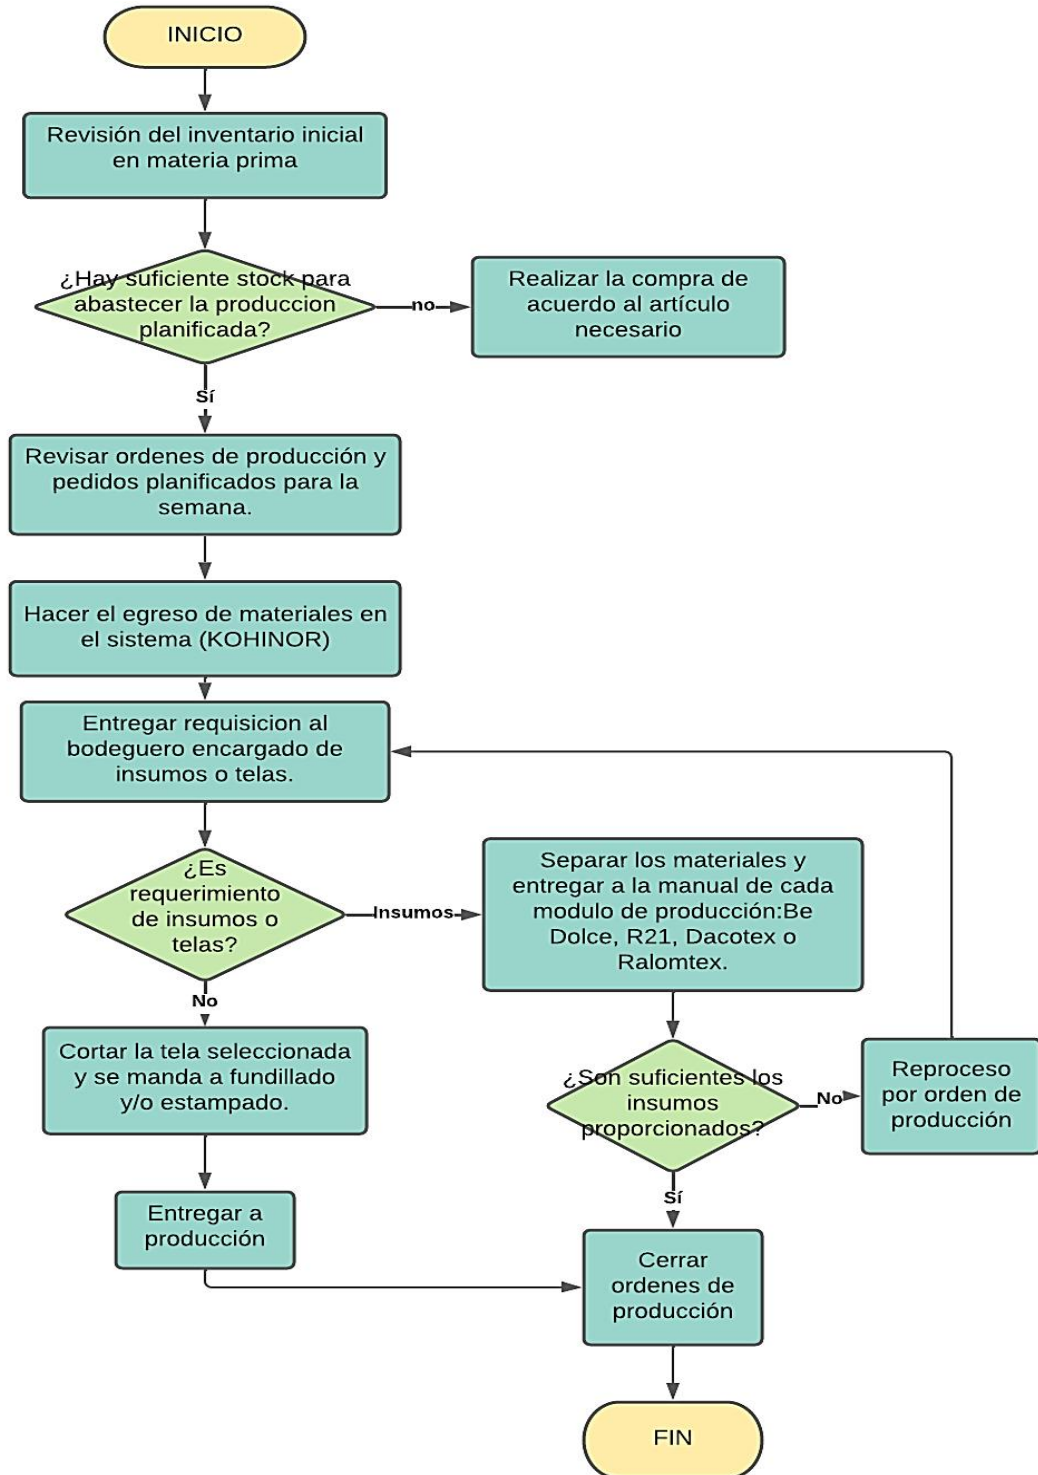 INICIO
Revisión del inventario inicial
en materia prima
¿Hay suficiente stock para
abastecer la produccion
planificada?
no
Realizar la compra de
acuerdo al artículo
necesario
Sí
Revisar ordenes de producción y
pedidos planificados para la
semana.
Hacer el egreso de materiales en
el sistema (KOHINOR)
Entregar requisicion al
bodeguero encargado de
insumos o telas.
¿Es
requerimiento
de insumos o
telas?
Insumos
Separar los materiales y
entregar a la manual de cada
modulo de producción:Be
Dolce, R21, Dacotex o
Ralomtex.
No
Cortar la tela seleccionada
y se manda a fundillado
y/o estampado.
¿Son suficientes los
insumos
proporcionados?
No
Reproceso
por orden de
producción
Sí
Entregar a
producción
Cerrar
ordenes de
producción
FIN